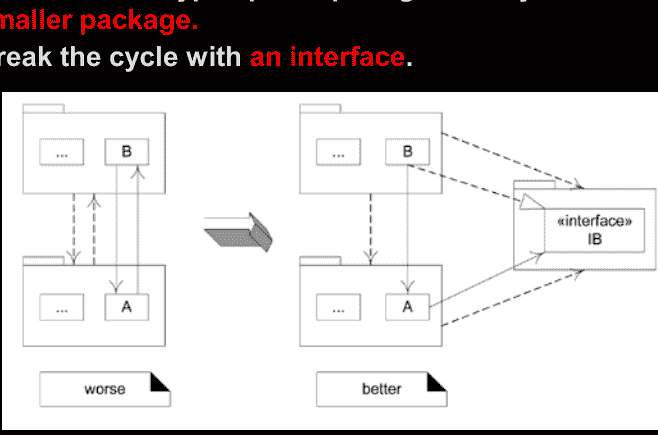 maller package.
reak the cycle with an interface.
... B
... B
«interface»
IB
... A
... A
worse
better